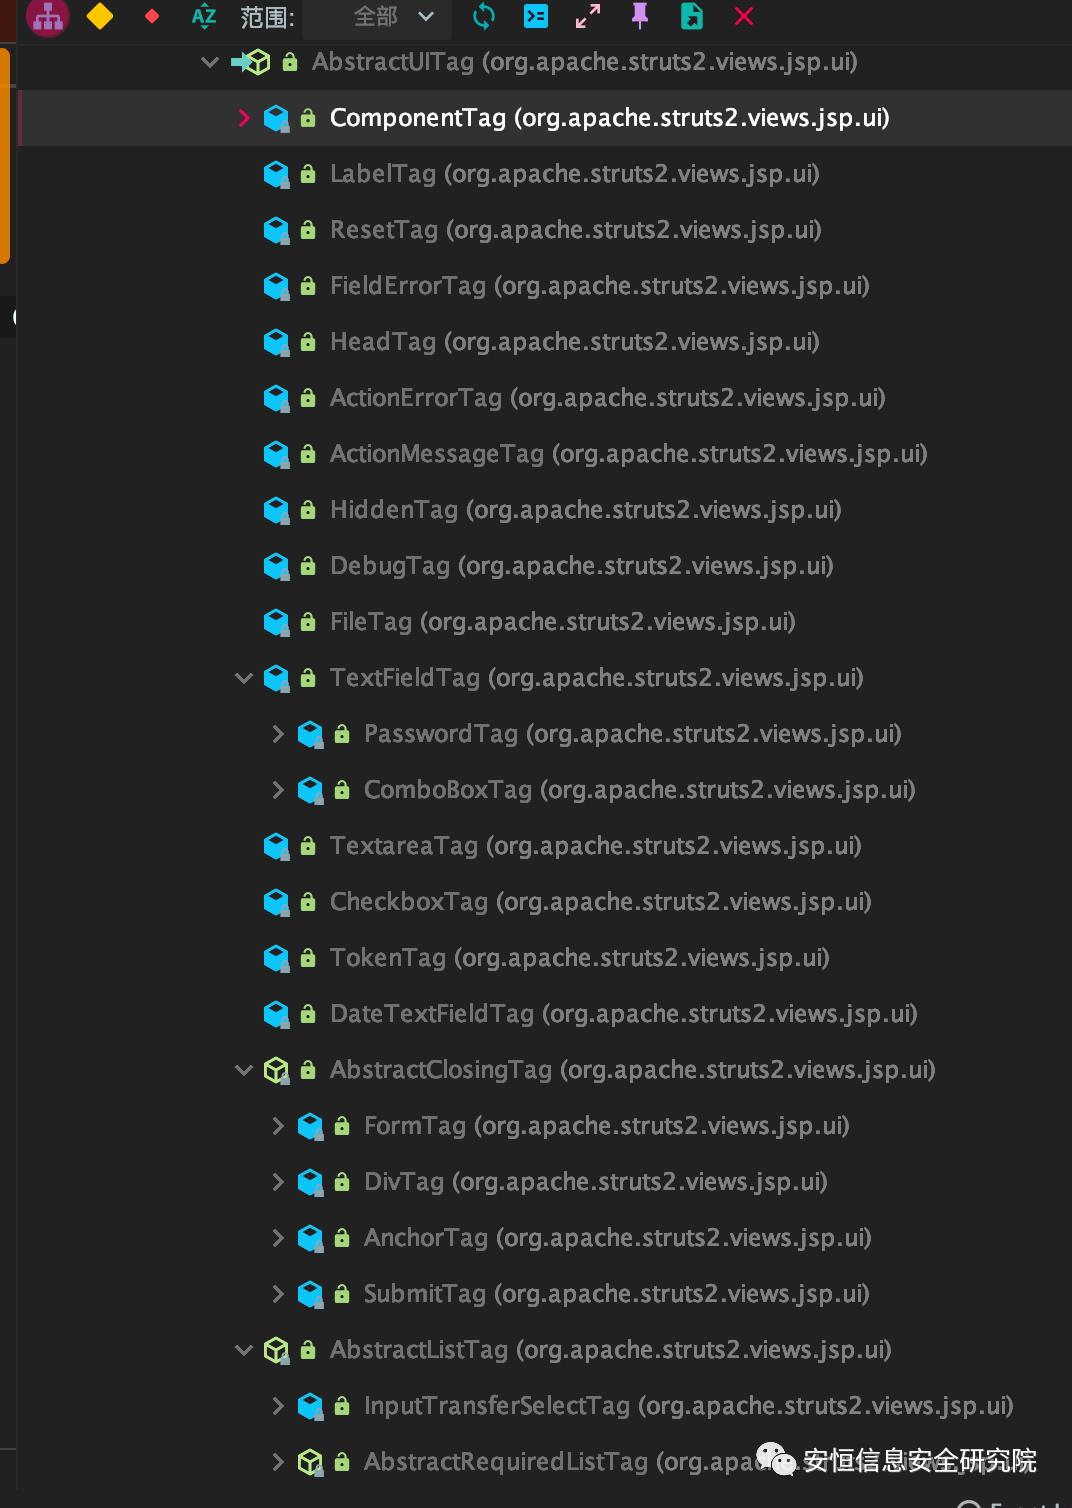 范围: 全部
AbstractUITag (org.apache.struts2.views.jsp.ui)
ComponentTag (org.apache.struts2.views.jsp.ui)
LabelTag (org.apache.struts2.views.jsp.ui)
ResetTag (org.apache.struts2.views.jsp.ui)
FieldErrorTag (org.apache.struts2.views.jsp.ui)
HeadTag (org.apache.struts2.views.jsp.ui)
ActionErrorTag (org.apache.struts2.views.jsp.ui)
ActionMessageTag (org.apache.struts2.views.jsp.ui)
HiddenTag (org.apache.struts2.views.jsp.ui)
DebugTag (org.apache.struts2.views.jsp.ui)
FileTag (org.apache.struts2.views.jsp.ui)
TextFieldTag (org.apache.struts2.views.jsp.ui)
PasswordTag (org.apache.struts2.views.jsp.ui)
ComboBoxTag (org.apache.struts2.views.jsp.ui)
TextareaTag (org.apache.struts2.views.jsp.ui)
CheckboxTag (org.apache.struts2.views.jsp.ui)
TokenTag (org.apache.struts2.views.jsp.ui)
DateTextFieldTag (org.apache.struts2.views.jsp.ui)
AbstractClosingTag (org.apache.struts2.views.jsp.ui)
FormTag (org.apache.struts2.views.jsp.ui)
DivTag (org.apache.struts2.views.jsp.ui)
AnchorTag (org.apache.struts2.views.jsp.ui)
SubmitTag (org.apache.struts2.views.jsp.ui)
AbstractListTag (org.apache.struts2.views.jsp.ui)
InputTransferSelectTag (org.apache.struts2.views.jsp.ui)
AbstractRequiredListTag (org.apa
安恒信息安全研究院